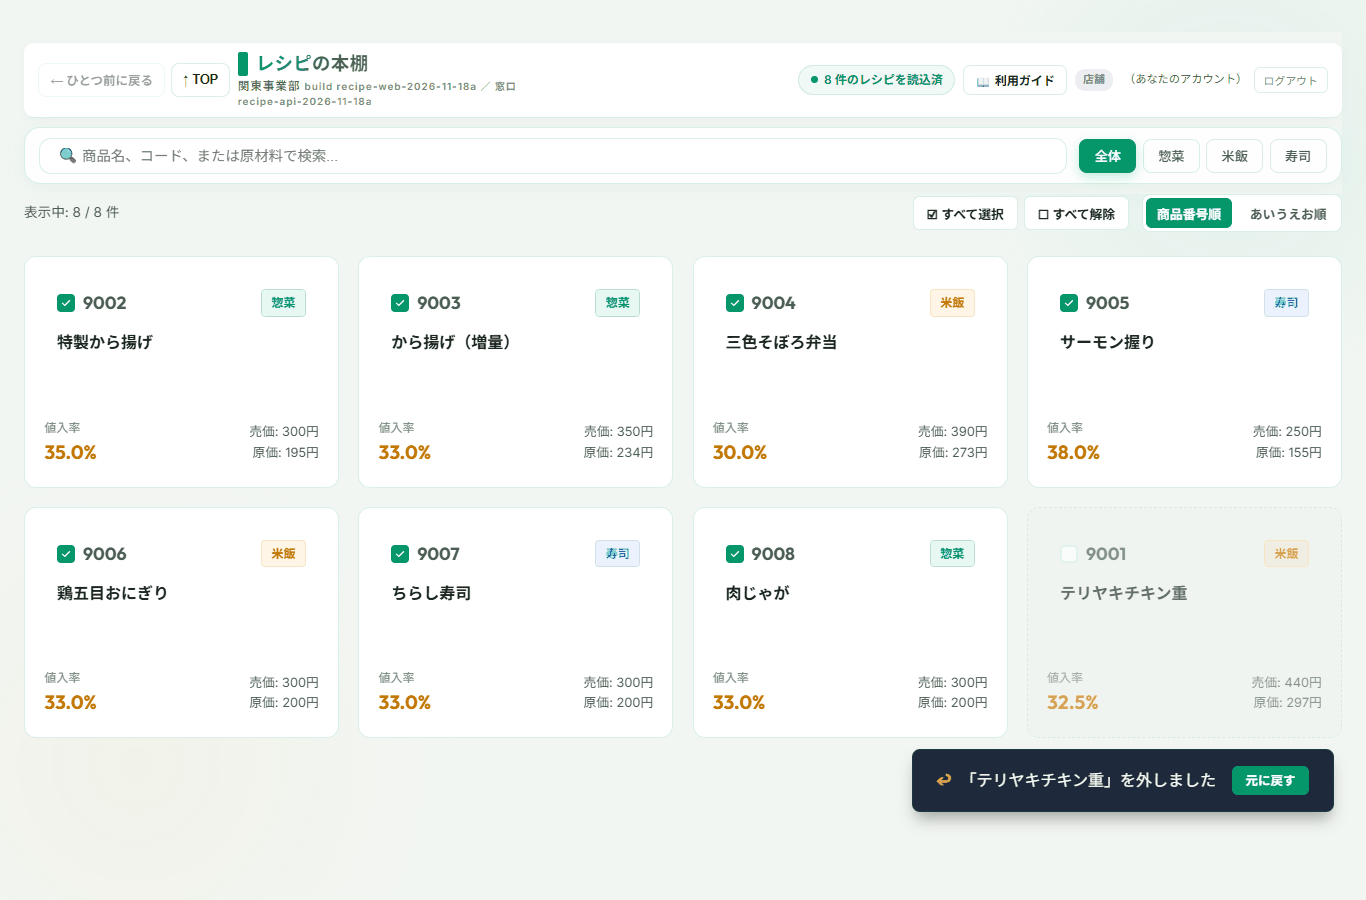 ← ひとつ前に戻る
↑ TOP
レシピの本棚
関東事業部 build recipe-web-2026-11-18a ／ 窓口
recipe-api-2026-11-18a
8 件のレシピを読込済
利用ガイド
店舗
（あなたのアカウント）
ログアウト
商品名、コード、または原材料で検索...
全体
惣菜
米飯
寿司
表示中: 8 / 8 件
☑ すべて選択
☐ すべて解除
商品番号順
あいうえお順
9002
惣菜
特製から揚げ
値入率
35.0%
売価: 300円
原価: 195円
9003
惣菜
から揚げ（増量）
値入率
33.0%
売価: 350円
原価: 234円
9004
米飯
三色そぼろ弁当
値入率
30.0%
売価: 390円
原価: 273円
9005
寿司
サーモン握り
値入率
38.0%
売価: 250円
原価: 155円
9006
米飯
鶏五目おにぎり
値入率
33.0%
売価: 300円
原価: 200円
9007
寿司
ちらし寿司
値入率
33.0%
売価: 300円
原価: 200円
9008
惣菜
肉じゃが
値入率
33.0%
売価: 300円
原価: 200円
9001
米飯
テリヤキチキン重
値入率
32.5%
売価: 440円
原価: 297円
「テリヤキチキン重」を外しました
元に戻す